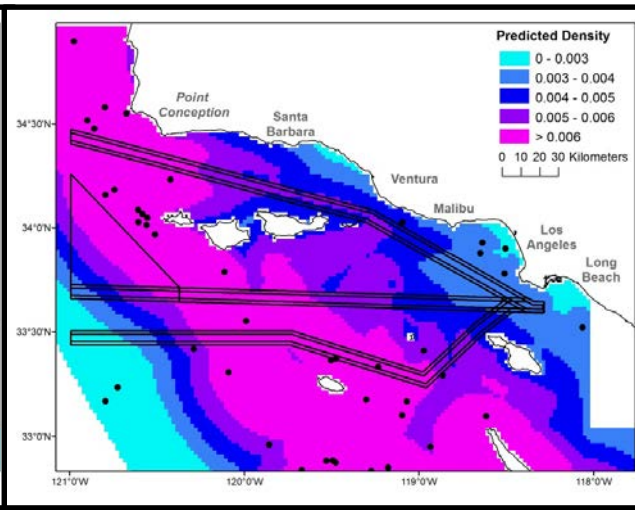 Predicted Density
0 - 0.003
0.003 - 0.004
0.004 - 0.005
0.005 - 0.006
> 0.006
0 10 20 30 Kilometers
Point
Conception
Santa
Barbara
Ventura
Malibu
Los
Angeles
Long
Beach
34°30'N
34°0'N
33°30'N
33°0'N
121°0'W
120°0'W
119°0'W
118°0'W